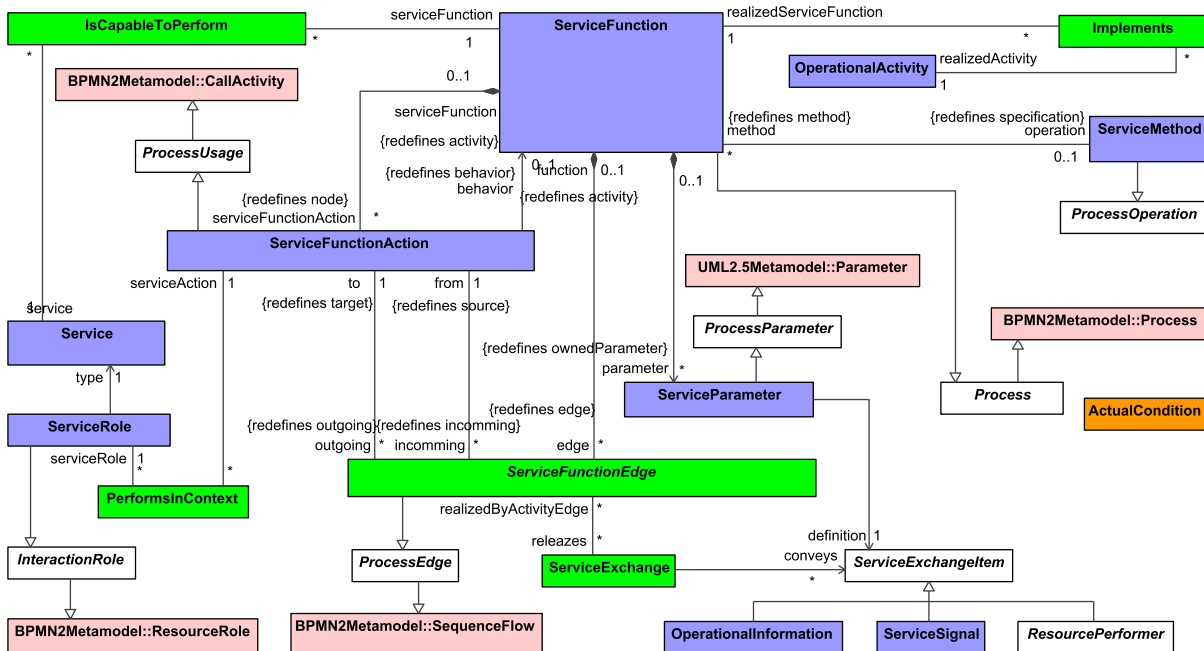 serviceFunction
ServiceFunction
realizedServiceFunction
IsCapableToPerform
*
1
1
*
Implements
*
*
OperationalActivity
realizedActivity
1
BPMN2Metamodel::CallActivity
0..1
serviceFunction
{redefines activity}
{redefines method}
method
*
{redefines specification}
operation
0..1
ServiceMethod
ProcessUsage
0..1
function
0..1
0..1
{redefines behavior}
behavior
{redefines activity}
{redefines node}
serviceFunctionAction
*
ProcessOperation
ServiceFunctionAction
serviceAction
1
to
1
from
1
{redefines target}
{redefines source}
UML2.5Metamodel::Parameter
1
service
Service
ProcessParameter
BPMN2Metamodel::Process
{redefines ownedParameter}
parameter
*
type
1
ServiceParameter
Process
ActualCondition
{redefines edge}
ServiceRole
{redefines outgoing}
{redefines incomming}
outgoing
*
incomming
*
edge
*
serviceRole
1
*
*
ServiceFunctionEdge
PerformsInContext
realizedByActivityEdge
*
releazes
*
definition
1
conveys
*
InteractionRole
ProcessEdge
ServiceExchange
ServiceExchangeItem
BPMN2Metamodel::ResourceRole
BPMN2Metamodel::SequenceFlow
OperationalInformation
ServiceSignal
ResourcePerformer